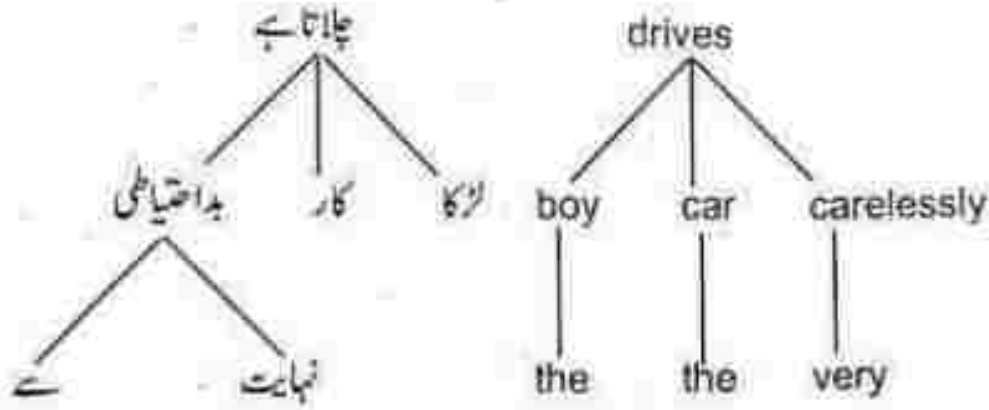 چلاتا ہے
drives
لڑکا کار بداحتیاطی
boy car carelessly
نہایت سے
the the very